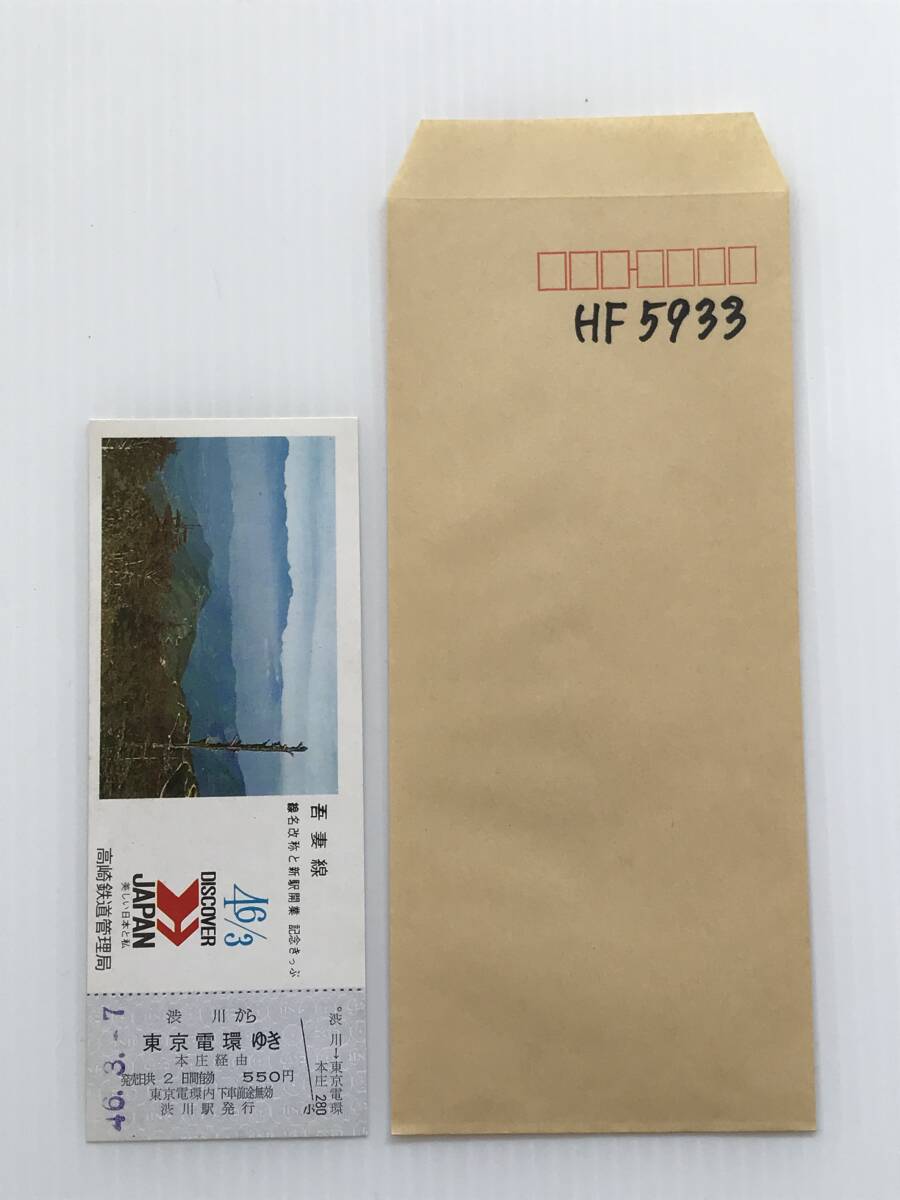 HF 5933
吾妻線
線名改称と新駅開業 記念きっぷ
46/3
DISCOVER
JAPAN
美しい日本と私
高崎鉄道管理局
46.3.-7
渋川から
東京電環ゆき
本庄経由
発売日共2日間有効 550円
東京電環内下車前途無効
渋川駅発行
渋川→東京電環
本庄
小 280